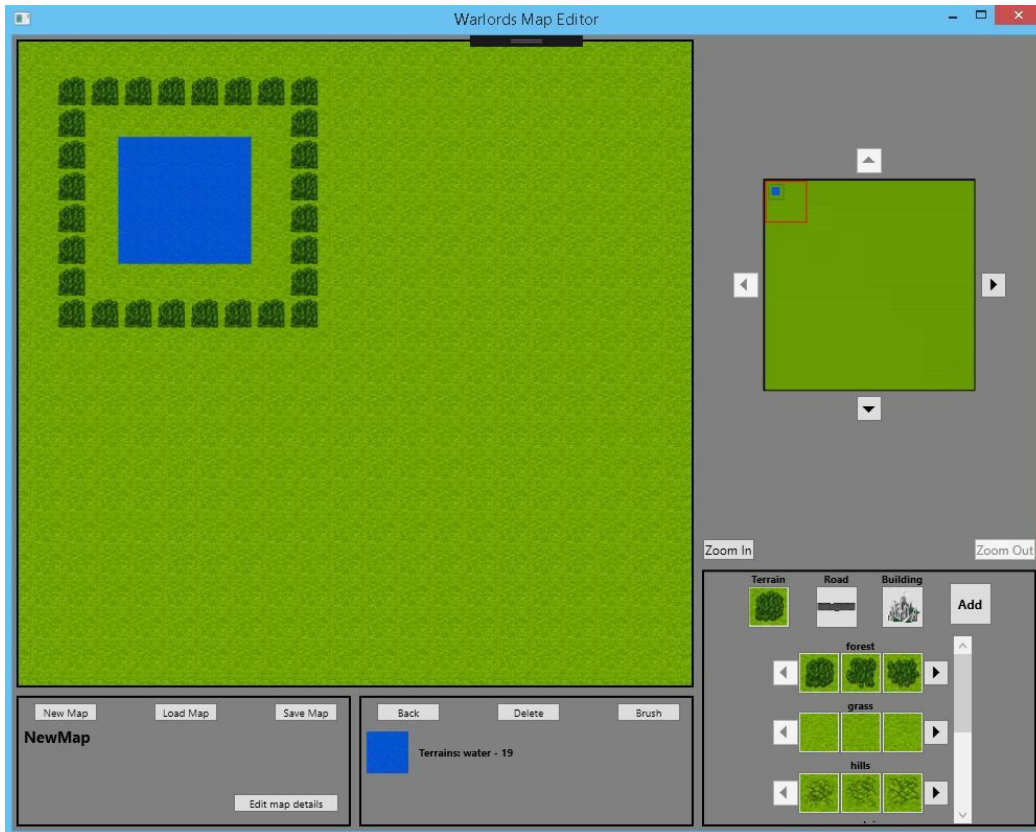 Warlords Map Editor
Zoom In
Zoom Out
Terrain
Road
Building
Add
forest
grass
hills
New Map
Load Map
Save Map
NewMap
Edit map details
Back
Delete
Brush
Terrains: water - 19